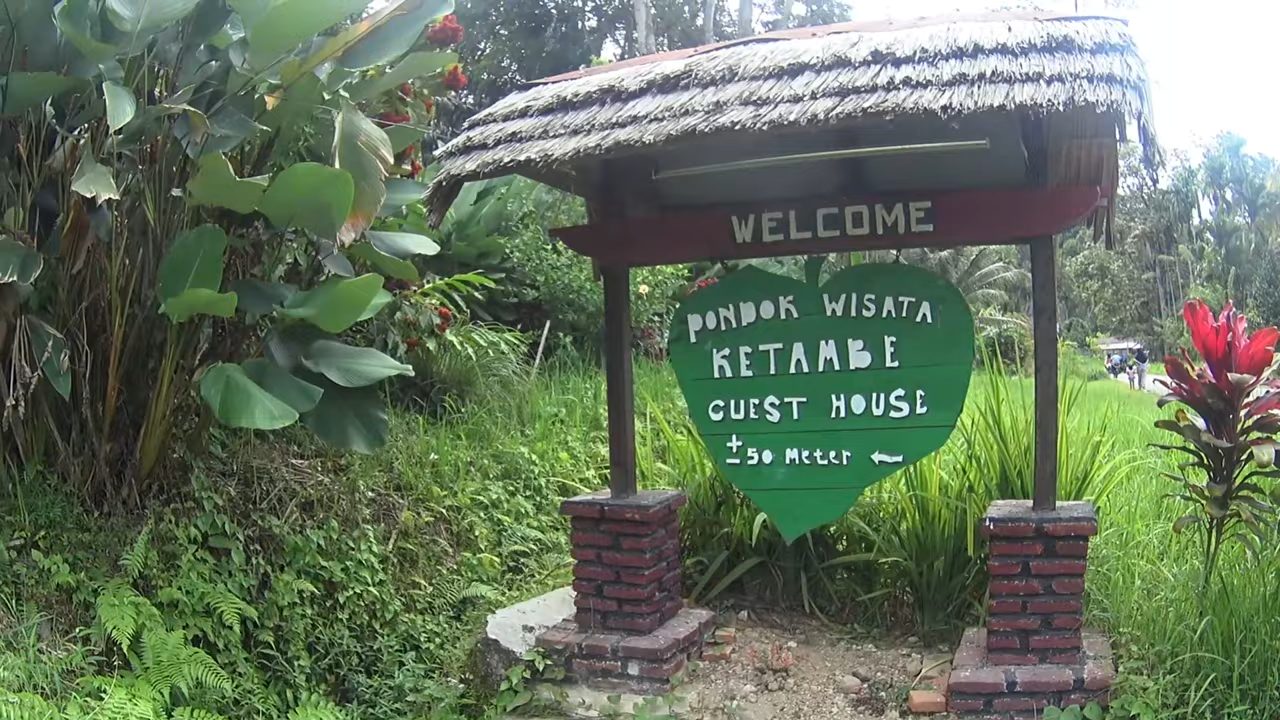 WELCOME
PONDOK WISATA
KETAMBE
GUEST HOUSE
± 50 Meter ←